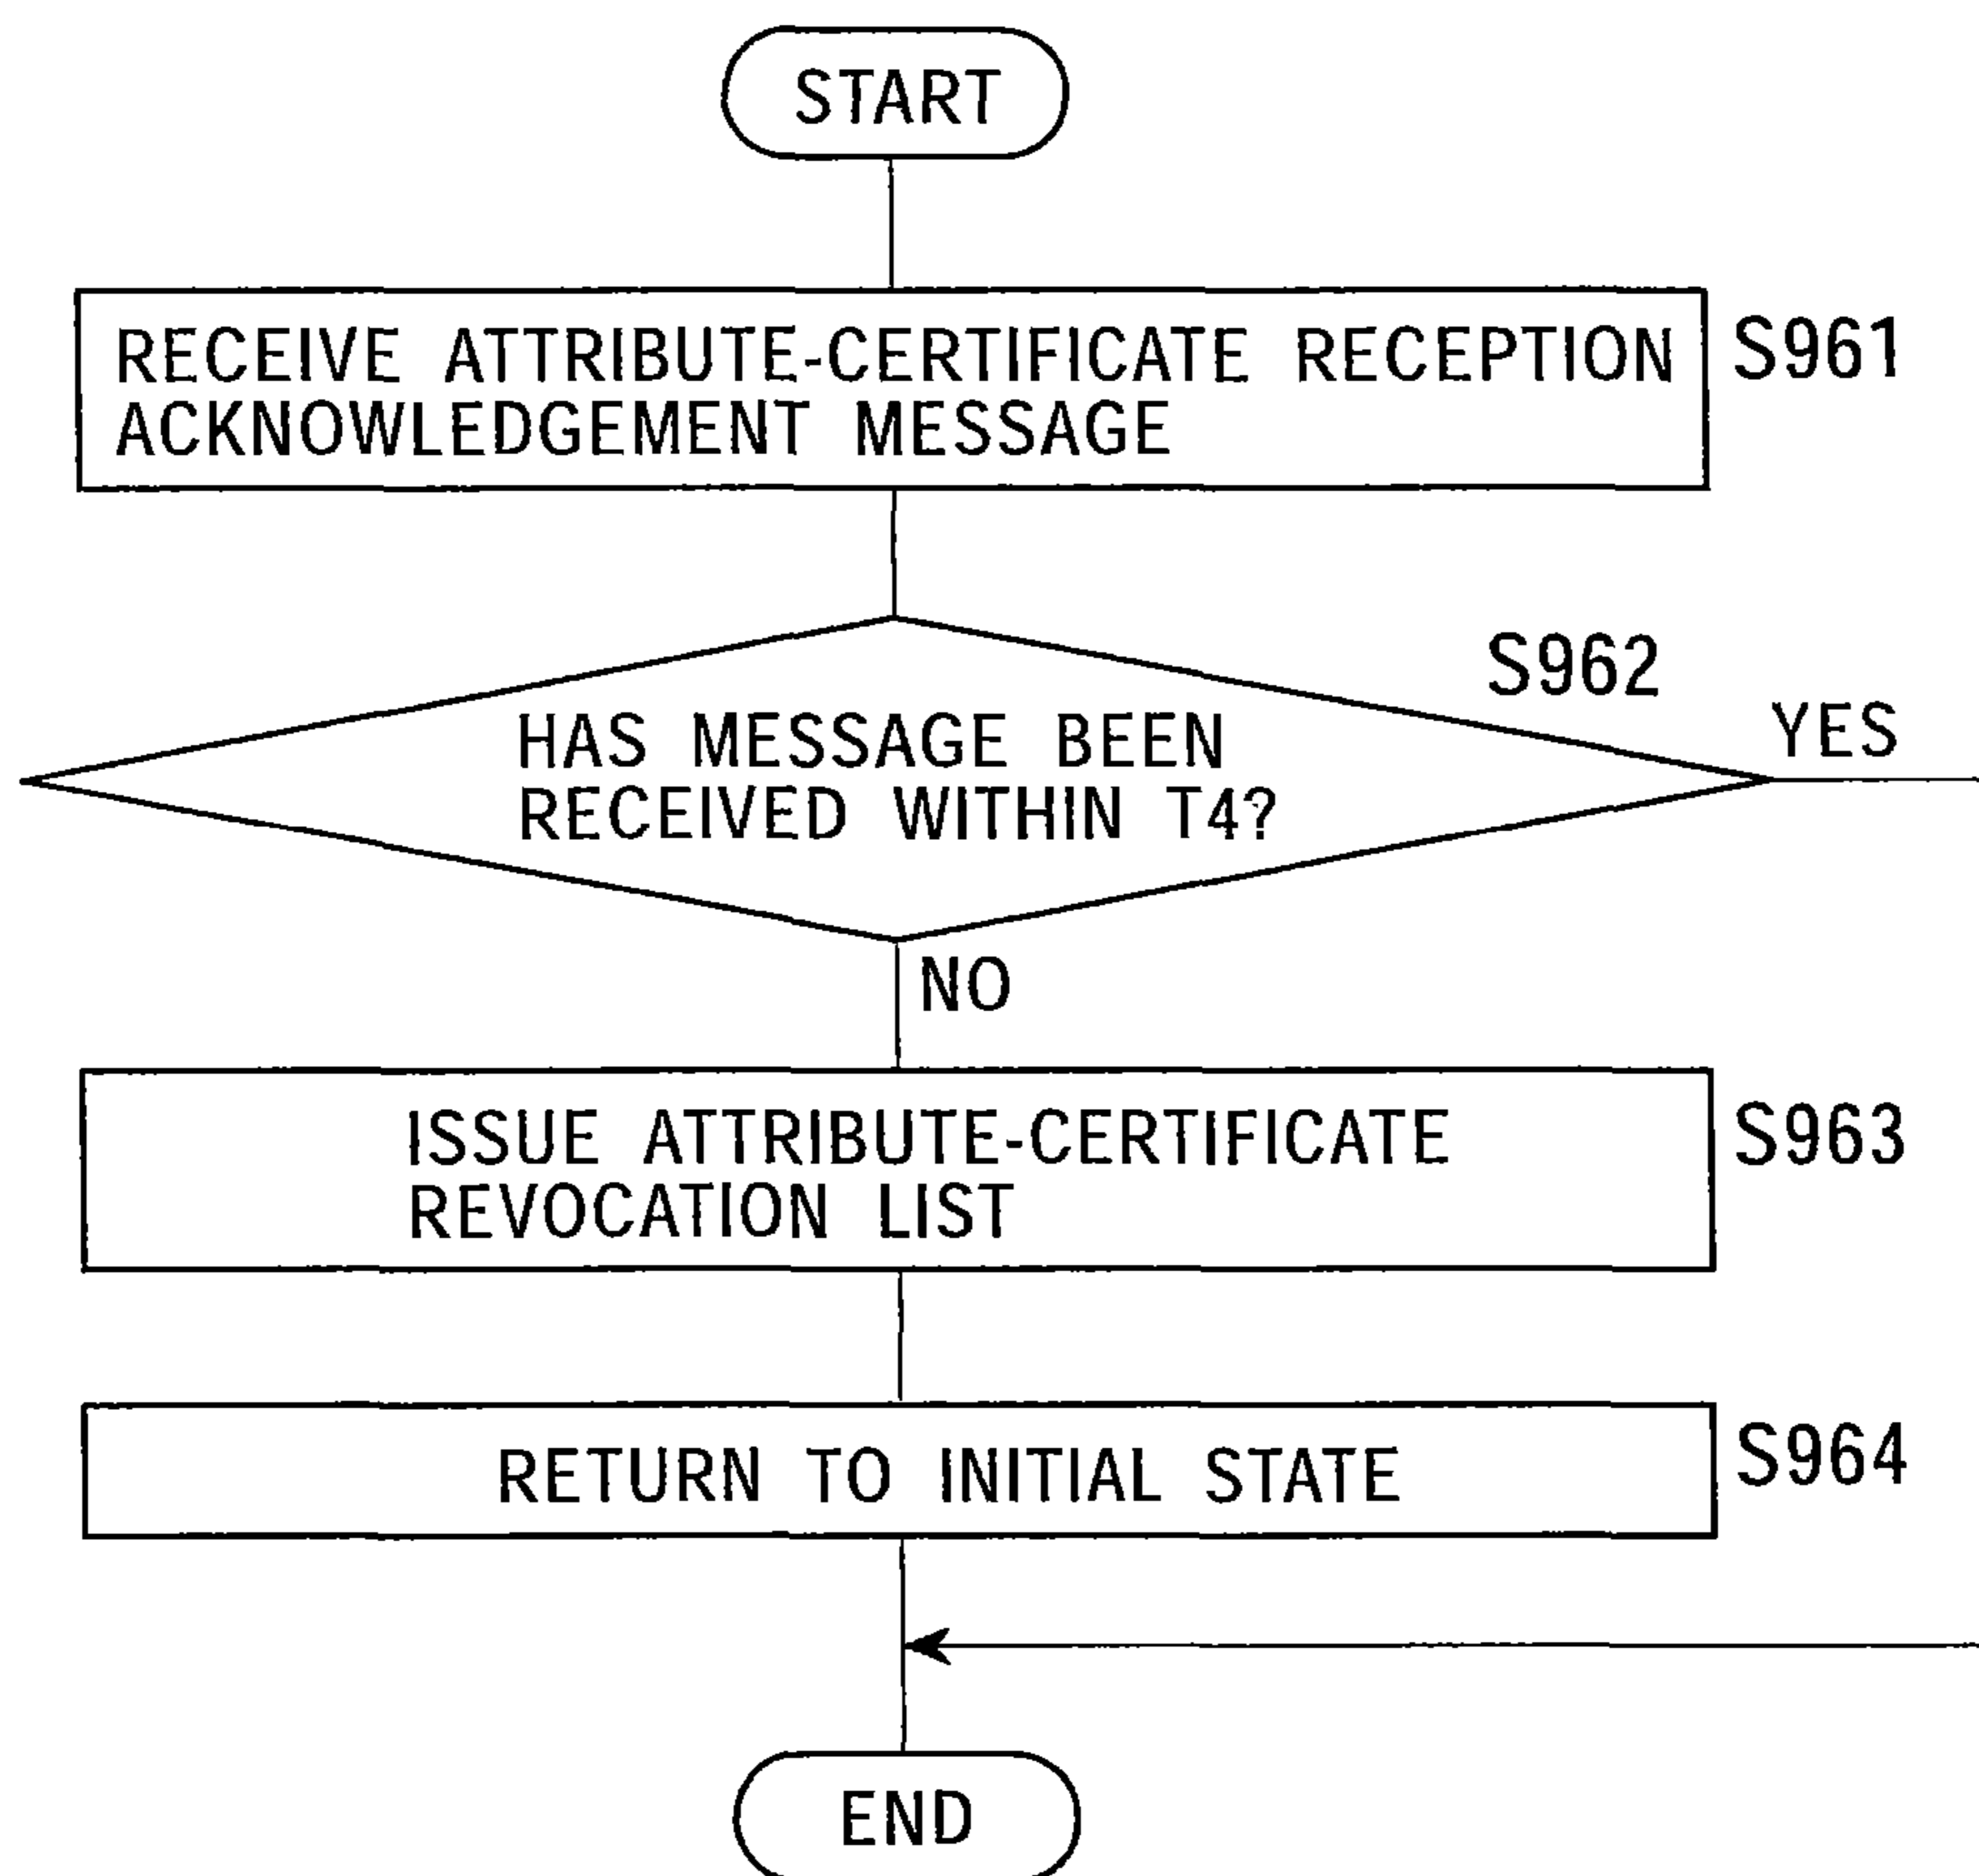 START
RECEIVE ATTRIBUTE-CERTIFICATE RECEPTION
ACKNOWLEDGEMENT MESSAGE
S961
S962
HAS MESSAGE BEEN
RECEIVED WITHIN T4?
YES
NO
ISSUE ATTRIBUTE-CERTIFICATE
REVOCATION LIST
S963
RETURN TO INITIAL STATE
S964
END